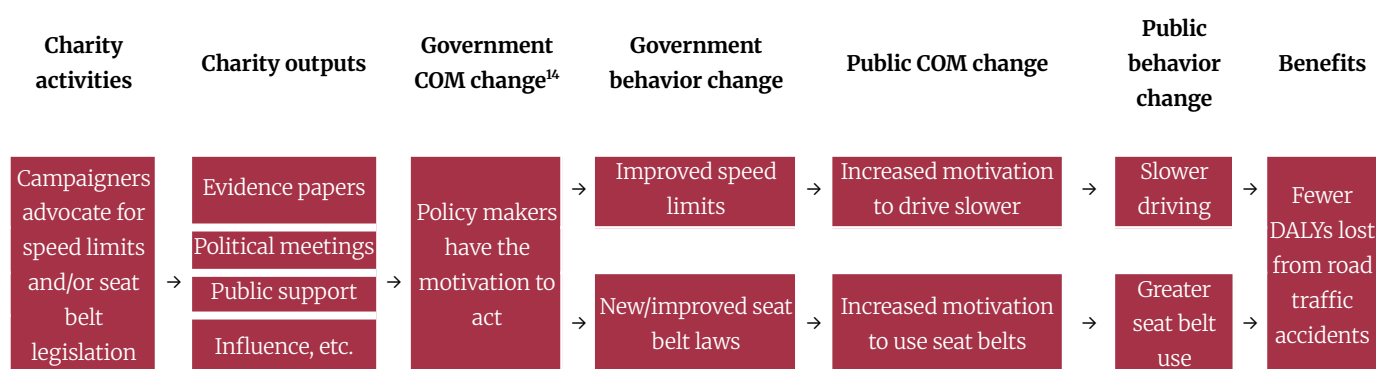 Charity
activities
Charity outputs
Government
COM change¹⁴
Government
behavior change
Public COM change
Public
behavior
change
Benefits
Campaigners
advocate for
speed limits
and/or seat
belt
legislation
→
Evidence papers
Political meetings
Public support
Influence, etc.
→
Policy makers
have the
motivation to
act
→
Improved speed
limits
→
Increased motivation
to drive slower
→
Slower
driving
→
→
New/improved seat
belt laws
→
Increased motivation
to use seat belts
→
Greater
seat belt
use
→
Fewer
DALYs lost
from road
traffic
accidents